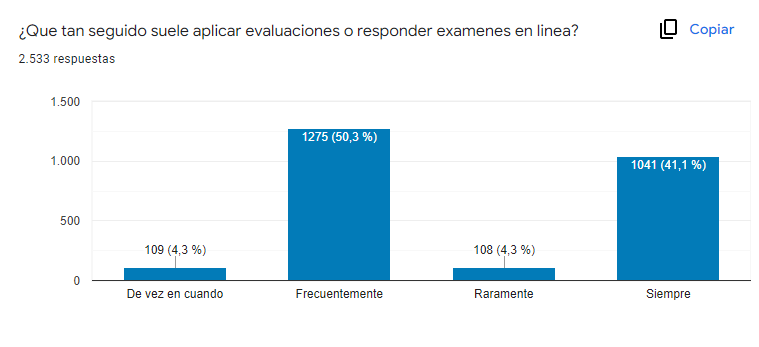 ¿Que tan seguido suele aplicar evaluaciones o responder examenes en linea?
Copiar
2.533 respuestas
1.500
1.000
500
0
109 (4,3 %)
1275 (50,3 %)
108 (4,3 %)
1041 (41,1 %)
De vez en cuando
Frecuentemente
Raramente
Siempre